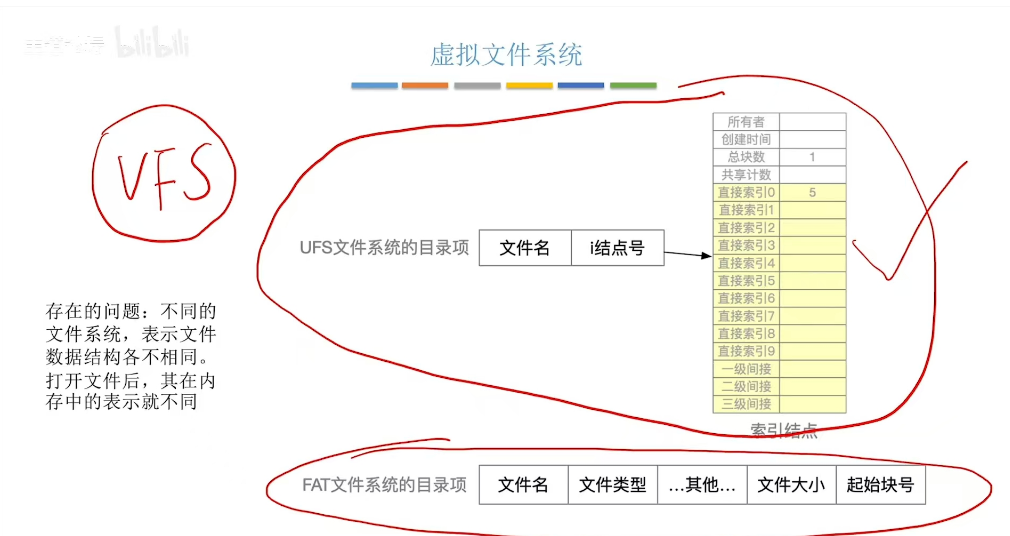 bilibili
虚拟文件系统
VFS
所有者
创建时间
总块数 1
共享计数
直接索引0 5
直接索引1
直接索引2
直接索引3
直接索引4
直接索引5
直接索引6
直接索引7
直接索引8
直接索引9
一级间接
二级间接
三级间接
索引结点
UFS文件系统的目录项 文件名 i结点号
存在的问题：不同的
文件系统，表示文件
数据结构各不相同。
打开文件后，其在内
存中的表示就不同
FAT文件系统的目录项 文件名 文件类型 …其他… 文件大小 起始块号